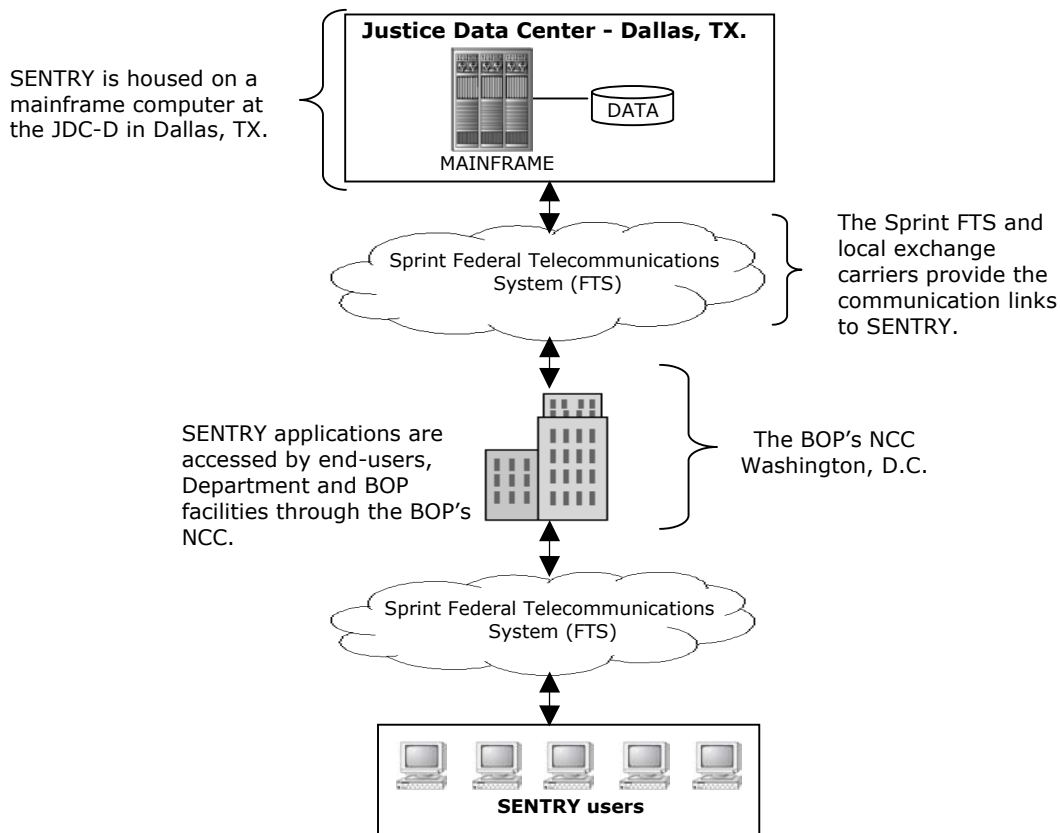 Justice Data Center - Dallas, TX.
SENTRY is housed on a
mainframe computer at
the JDC-D in Dallas, TX.
DATA
MAINFRAME
Sprint Federal Telecommunications
System (FTS)
The Sprint FTS and
local exchange
carriers provide the
communication links
to SENTRY.
SENTRY applications are
accessed by end-users,
Department and BOP
facilities through the BOP’s
NCC.
The BOP’s NCC
Washington, D.C.
Sprint Federal Telecommunications
System (FTS)
SENTRY users